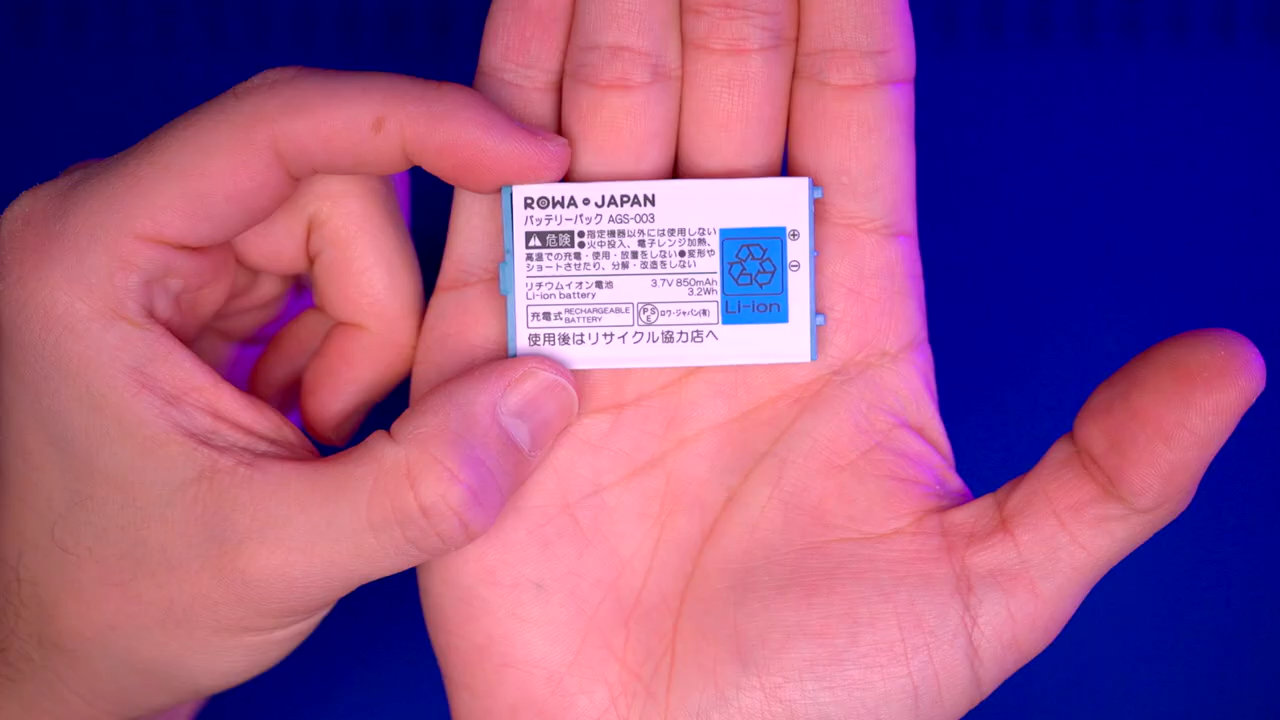 ROWA JAPAN
バッテリーパック AGS-003
危険 ●指定機器以外には使用しない
●火中投入、電子レンジ加熱、
高温での充電・使用・放置をしない●変形や
ショートさせたり、分解・改造をしない
リチウムイオン電池 3.7V 850mAh
Li-ion battery 3.2Wh
充電式 RECHARGEABLE BATTERY PSE ロワ・ジャパン(有)
使用後はリサイクル協力店へ
Li-ion
⊕
⊖